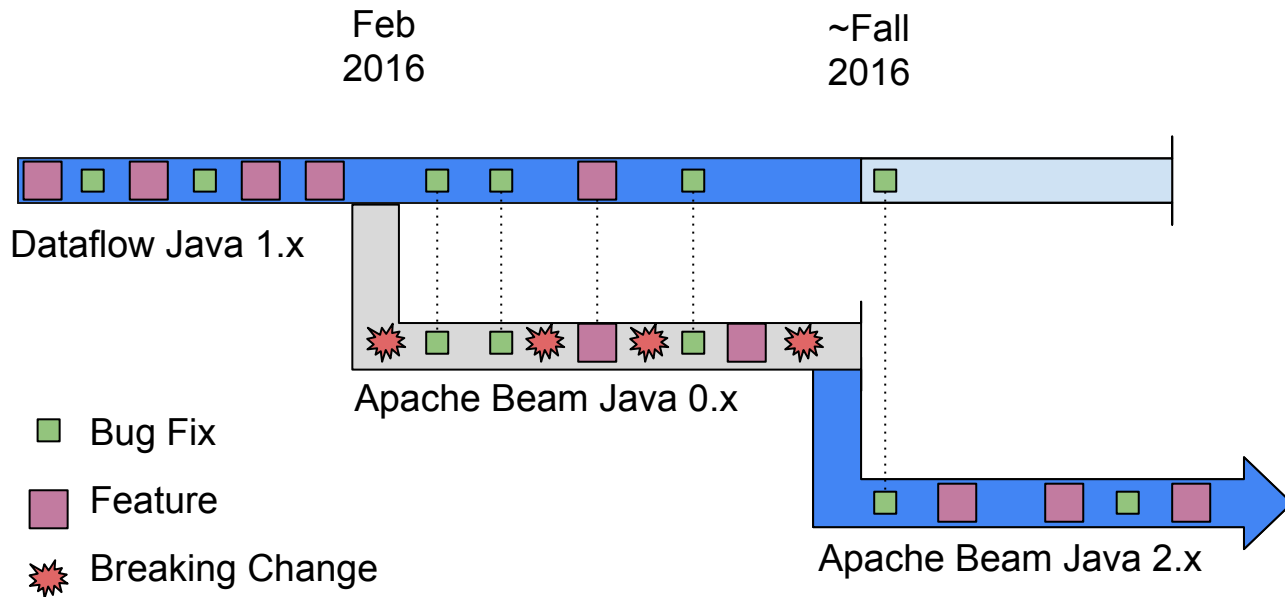 Feb
2016
~Fall
2016
Dataflow Java 1.x
Apache Beam Java 0.x
Bug Fix
Feature
Apache Beam Java 2.x
Breaking Change